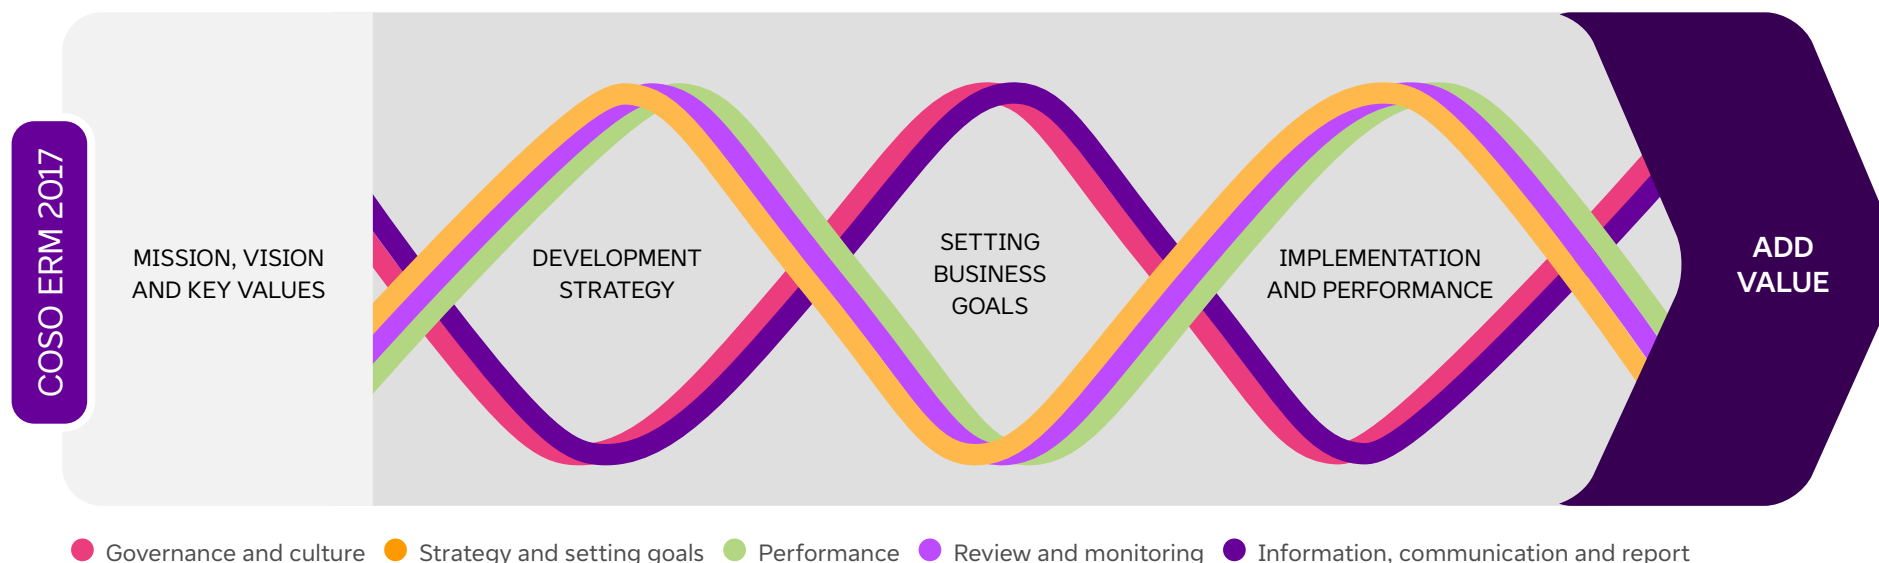 COSO ERM 2017
MISSION, VISION
AND KEY VALUES
DEVELOPMENT
STRATEGY
SETTING
BUSINESS
GOALS
IMPLEMENTATION
AND PERFORMANCE
ADD
VALUE
Governance and culture Strategy and setting goals Performance Review and monitoring Information, communication and report